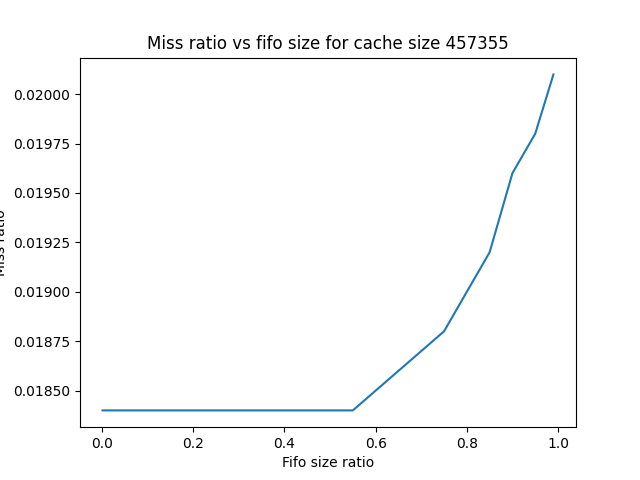 Miss ratio vs fifo size for cache size 457355
0.02000
0.01975
0.01950
0.01925
0.01900
0.01875
0.01850
Miss ratio
0.0 0.2 0.4 0.6 0.8 1.0
Fifo size ratio